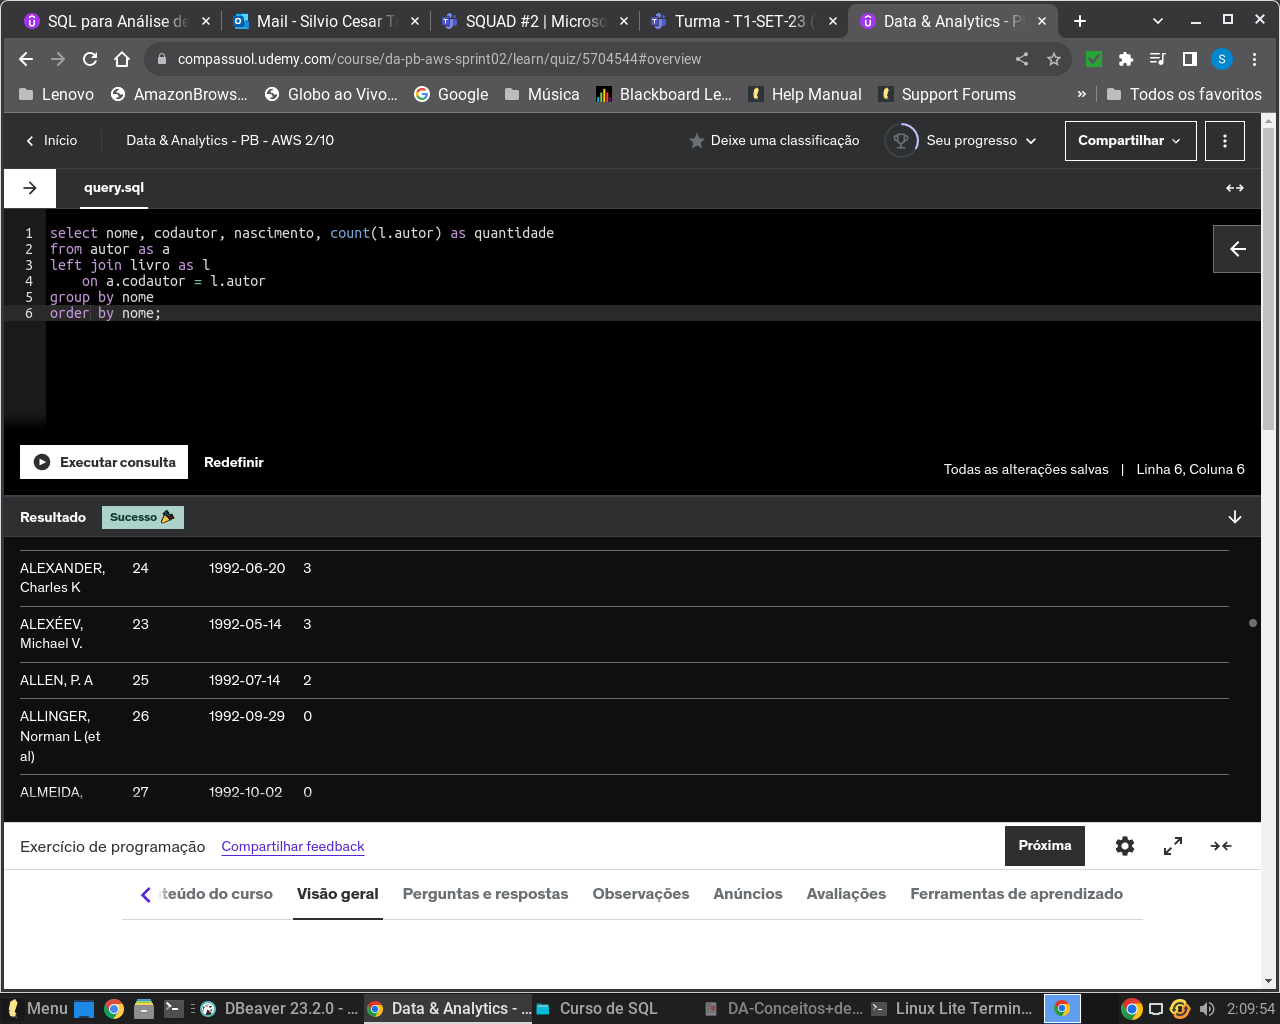 SQL para Análise de
Mail - Silvio Cesar T
SQUAD #2 | Microso
Turma - T1-SET-23 (
Data & Analytics - P
compassuol.udemy.com/course/da-pb-aws-sprint02/learn/quiz/5704544#overview
S
Lenovo
AmazonBrows...
Globo ao Vivo...
Google
Música
Blackboard Le...
Help Manual
Support Forums
»
Todos os favoritos
Início
Data & Analytics - PB - AWS 2/10
Deixe uma classificação
Seu progresso
Compartilhar
query.sql
1 select nome, codautor, nascimento, count(l.autor) as quantidade
2 from autor as a
3 left join livro as l
4     on a.codautor = l.autor
5 group by nome
6 order by nome;
Executar consulta
Redefinir
Todas as alterações salvas | Linha 6, Coluna 6
Resultado
Sucesso
ALEXANDER, Charles K 24 1992-06-20 3
ALEXÉEV, Michael V. 23 1992-05-14 3
ALLEN, P. A 25 1992-07-14 2
ALLINGER, Norman L (et al) 26 1992-09-29 0
ALMEIDA, 27 1992-10-02 0
Exercício de programação
Compartilhar feedback
Próxima
teúdo do curso
Visão geral
Perguntas e respostas
Observações
Anúncios
Avaliações
Ferramentas de aprendizado
Menu
DBeaver 23.2.0 - ...
Data & Analytics - ...
Curso de SQL
DA-Conceitos+de...
Linux Lite Termin...
2:09:54